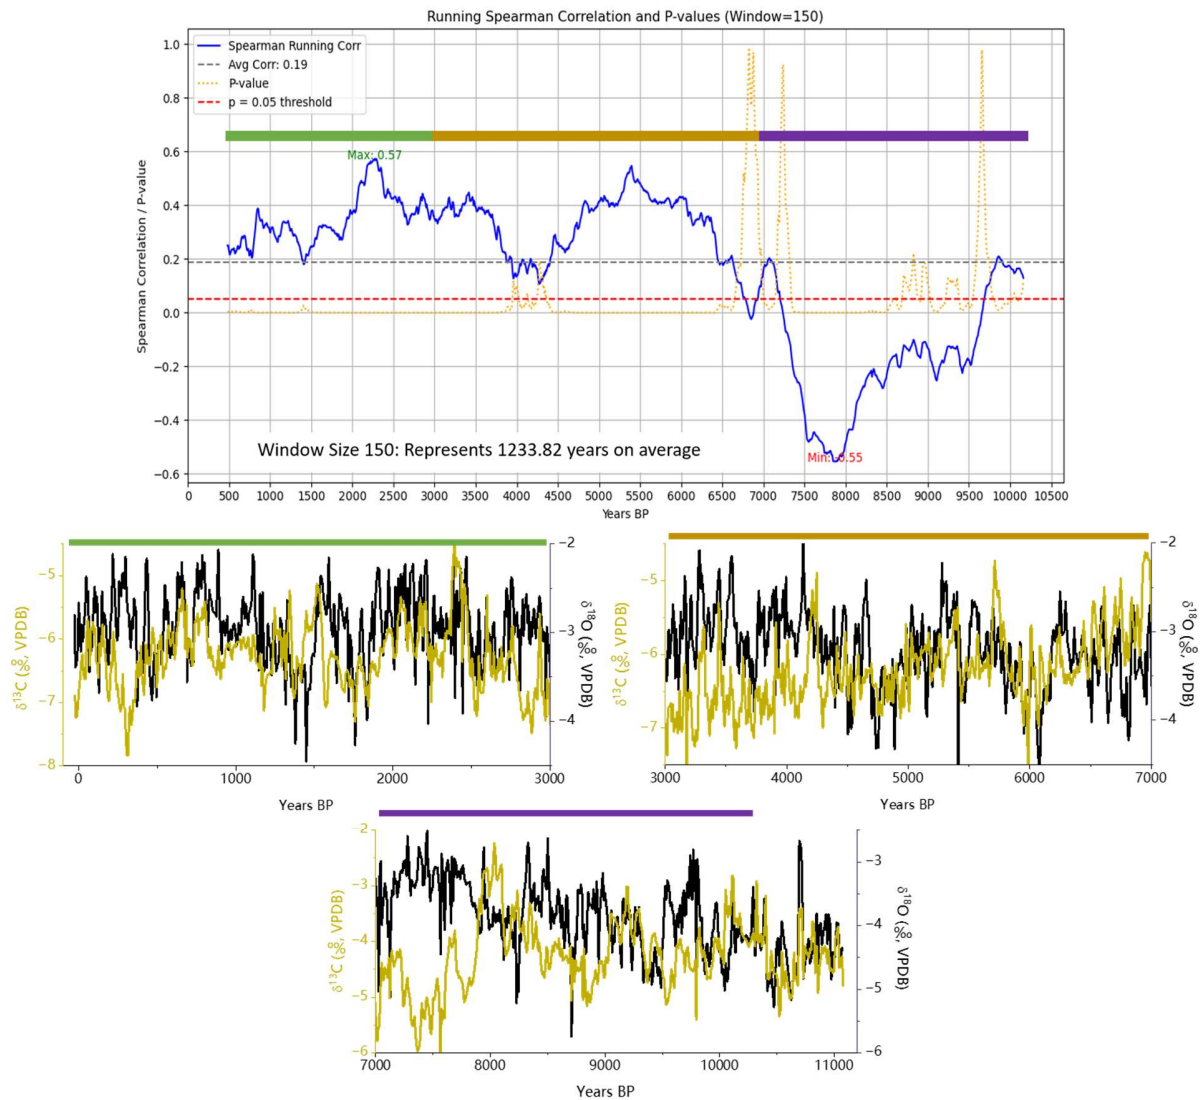 Running Spearman Correlation and P-values (Window=150)
Spearman Running Corr
Avg Corr: 0.19
P-value
p = 0.05 threshold
Spearman Correlation / P-value
1.0
0.8
0.6
0.4
0.2
0.0
−0.2
−0.4
−0.6
Max: 0.57
Min: -0.55
Window Size 150: Represents 1233.82 years on average
0 500 1000 1500 2000 2500 3000 3500 4000 4500 5000 5500 6000 6500 7000 7500 8000 8500 9000 9500 10000 10500
Years BP
δ¹³C (‰, VPDB)
−5
−6
−7
−8
−2
−3
−4
δ¹⁸O (‰, VPDB)
0 1000 2000 3000
Years BP
δ¹³C (‰, VPDB)
−5
−6
−7
−2
−3
−4
δ¹⁸O (‰, VPDB)
3000 4000 5000 6000 7000
Years BP
δ¹³C (‰, VPDB)
−2
−3
−4
−5
−6
−3
−4
−5
−6
δ¹⁸O (‰, VPDB)
7000 8000 9000 10000 11000
Years BP